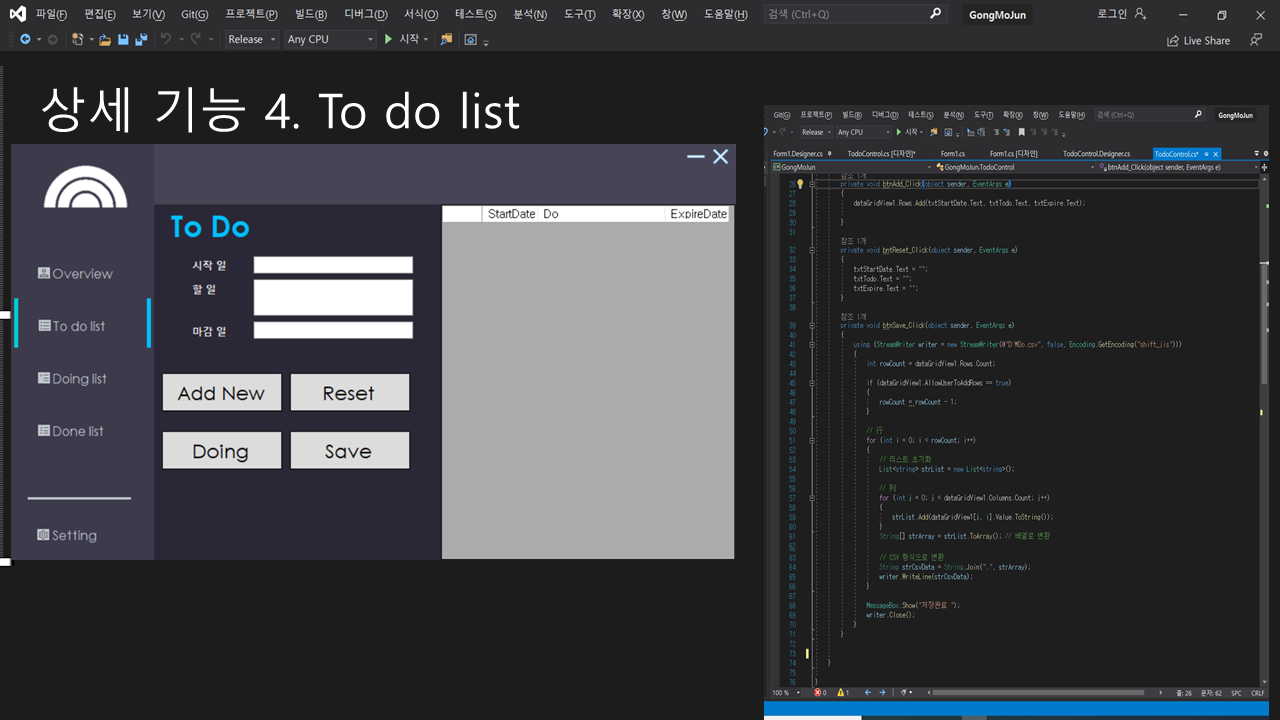 파일(F) 편집(E) 보기(V) Git(G) 프로젝트(P) 빌드(B) 디버그(D) 서식(O) 테스트(S) 분석(N) 도구(T) 확장(X) 창(W) 도움말(H) 검색 (Ctrl+Q) GongMoJun 로그인
Release Any CPU 시작 Live Share
상세 기능 4. To do list
To Do
시작 일
할 일
마감 일
Add New Reset
Doing Save
StartDate Do ExpireDate
Overview
To do list
Doing list
Done list
Setting
Git(G) 프로젝트(P) 빌드(B) 디버그(D) 테스트(S) 분석(N) 도구(T) 확장(X) 창(W) 도움말(H) 검색 (Ctrl+Q) GongMoJun
Release Any CPU 시작
Form1.Designer.cs TodoControl.cs [디자인]* Form1.cs Form1.cs [디자인] TodoControl.Designer.cs TodoControl.cs*
GongMoJun GongMoJun.TodoControl btnAdd_Click(object sender, EventArgs e)
참조 1개
26 private void btnAdd_Click(object sender, EventArgs e)
27 {
28 dataGridView1.Rows.Add(txtStartDate.Text, txtTodo.Text, txtExpire.Text);
29
30 }
31
참조 1개
32 private void bntReset_Click(object sender, EventArgs e)
33 {
34 txtStartDate.Text = "";
35 txtTodo.Text = "";
36 txtExpire.Text = "";
37 }
38
참조 1개
39 private void btnSave_Click(object sender, EventArgs e)
40 {
41 using (StreamWriter writer = new StreamWriter(@"D:₩Do.csv", false, Encoding.GetEncoding("shift_jis")))
42 {
43 int rowCount = dataGridView1.Rows.Count;
44
45 if (dataGridView1.AllowUserToAddRows == true)
46 {
47 rowCount = rowCount - 1;
48 }
49
50 // 行
51 for (int i = 0; i < rowCount; i++)
52 {
53 // 리스트 초기화
54 List<string> strList = new List<string>();
55
56 // 列
57 for (int j = 0; j < dataGridView1.Columns.Count; j++)
58 {
59 strList.Add(dataGridView1[j, i].Value.ToString());
60 }
61 String[] strArray = strList.ToArray(); // 배열로 변환
62
63 // CSV 형식으로 변환
64 String strCsvData = String.Join(",", strArray);
65 writer.WriteLine(strCsvData);
66 }
67
68 MessageBox.Show("저장완료 ");
69 writer.Close();
70 }
71 }
72
73
74 }
75
76 }
100 % 0 1 줄: 26 문자: 62 SPC CRLF